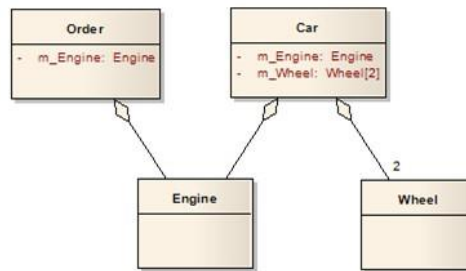 Order
- m_Engine: Engine
Car
- m_Engine: Engine
- m_Wheel: Wheel[2]
2
Engine
Wheel